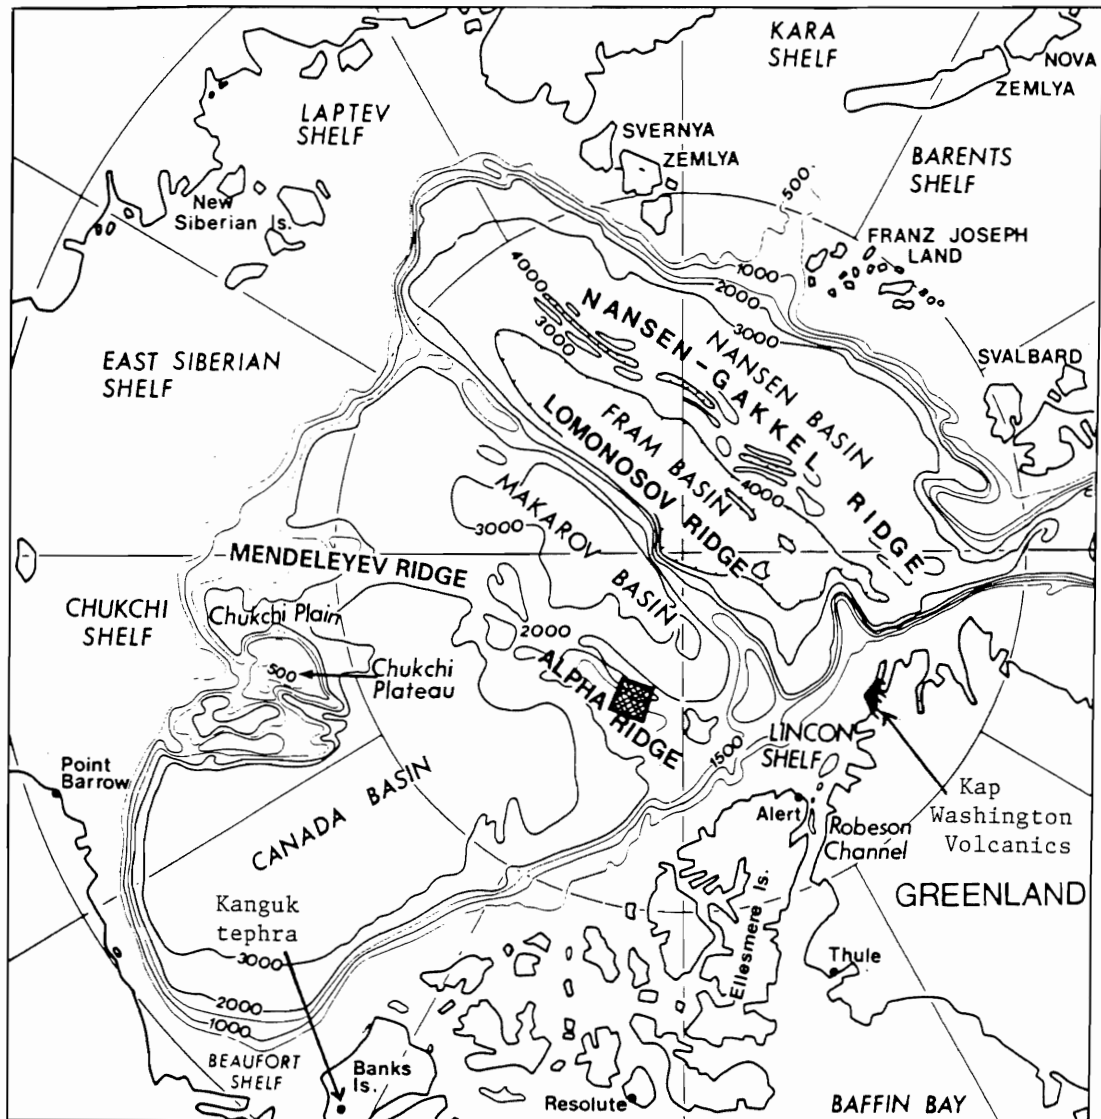 KARA
SHELF
NOVA
ZEMLYA
LAPTEV
SHELF
SVERNYA
ZEMLYA
BARENTS
SHELF
500
New
Siberian Is.
FRANZ JOSEPH
LAND
1000
2000
3000
4000
3000
NANSEN-GAKKEL RIDGE
NANSEN BASIN
SVALBARD
EAST SIBERIAN
SHELF
FRAM BASIN
LOMONOSOV RIDGE
4000
MAKAROV BASIN
3000
MENDELEYEV RIDGE
CHUKCHI
SHELF
Chukchi Plain
2000
500
Chukchi
Plateau
ALPHA RIDGE
1500
LINCON
SHELF
Point
Barrow
CANADA BASIN
Alert
Robeson
Channel
Kap
Washington
Volcanics
GREENLAND
Kanguk
tephra
Ellesmere Is.
3000
Thule
2000
1000
BEAUFORT
SHELF
Banks
Is.
Resolute
BAFFIN BAY